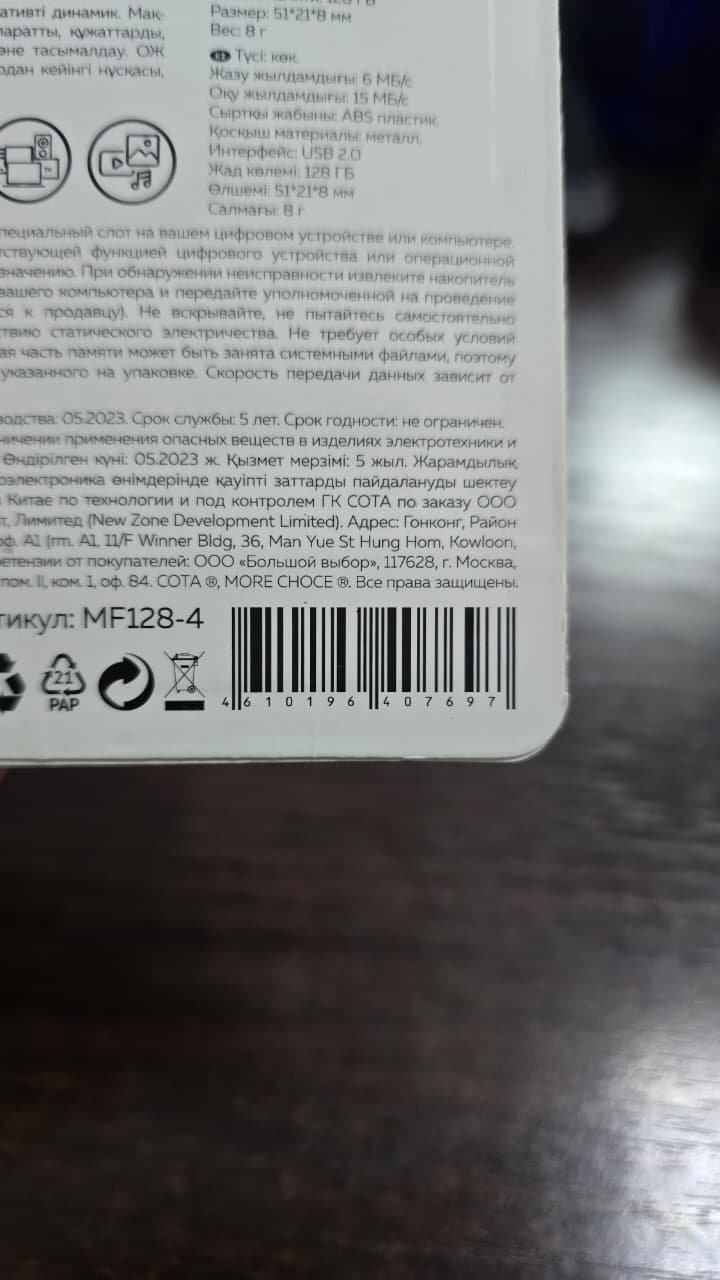 ативті динамик. Мақ-
паратты, құжаттарды,
әне тасымалдау. ОЖ
одан кейінгі нұсқасы,
Размер: 51*21*8 мм
Вес: 8 г
Түсі: көк.
Жазу жылдамдығы: 6 МБ/с
Оқу жылдамдығы: 15 МБ/с
Сыртқы жабыны: ABS пластик.
Қосқыш материалы: металл.
Интерфейс: USB 2.0
Жад көлемі: 128 ГБ
Өлшемі: 51*21*8 мм
Салмағы: 8 г
пециальный слот на вашем цифровом устройстве или компьютере.
тствующей функцией цифрового устройства или операционной
значению. При обнаружении неисправности извлеките накопитель
вашего компьютера и передайте уполномоченной на проведение
ся к продавцу). Не вскрывайте, не пытайтесь самостоятельно
ствию статического электричества. Не требует особых условий
ая часть памяти может быть занята системными файлами, поэтому
указанного на упаковке. Скорость передачи данных зависит от
водства: 05.2023. Срок службы: 5 лет. Срок годности: не ограничен.
ничении применения опасных веществ в изделиях электротехники и
Өндірілген күні: 05.2023 ж. Қызмет мерзімі: 5 жыл. Жарамдылық
оэлектроника өнімдерінде қауіпті заттарды пайдалануды шектеу
Китае по технологии и под контролем ГК СОТА по заказу ООО
т, Лимитед (New Zone Development Limited). Адрес: Гонконг, Район
оф. А1 (rm. A1, 11/F Winner Bldg, 36, Man Yue St Hung Hom, Kowloon,
етензии от покупателей: ООО «Большой выбор», 117628, г. Москва,
пом. II, ком. 1, оф. 84. СОТА ®, MORE CHOICE ®. Все права защищены.
тикул: MF128-4
21
PAP
4 610196 407697